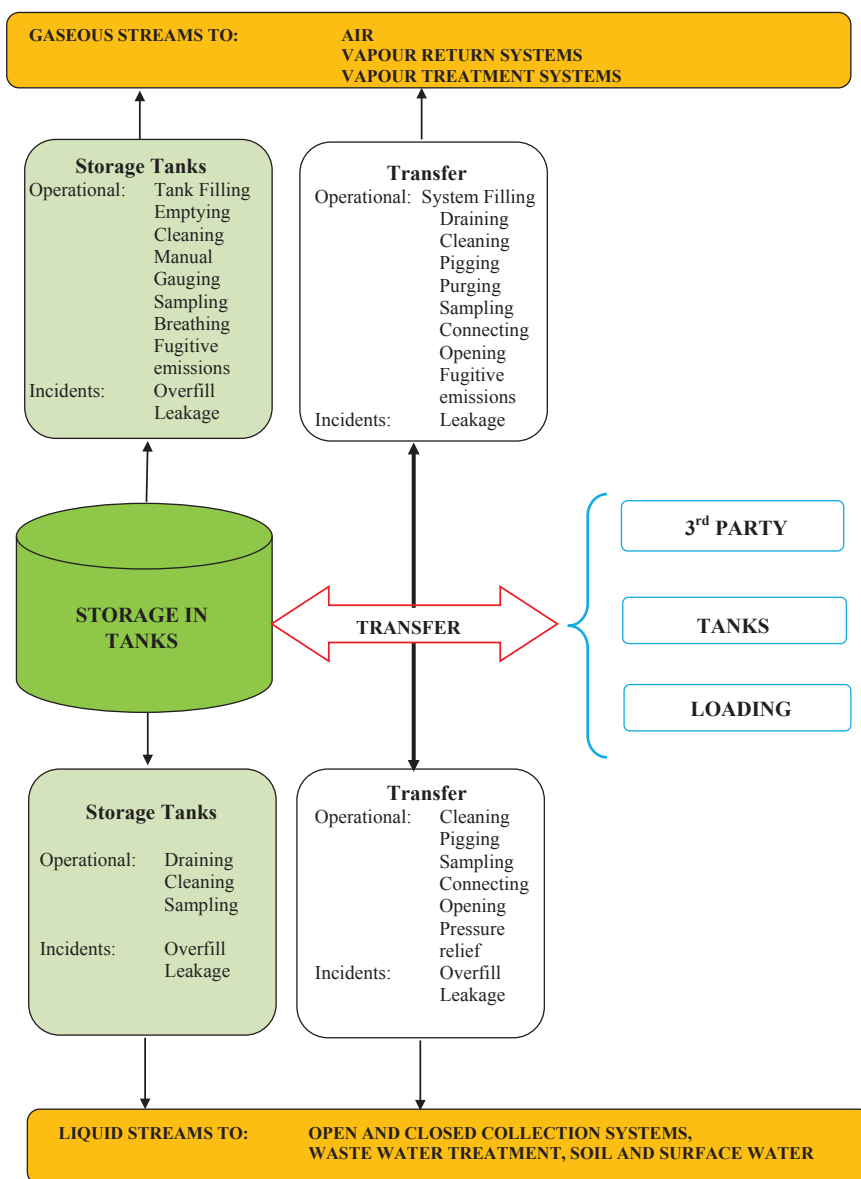 GASEOUS STREAMS TO: AIR
VAPOUR RETURN SYSTEMS
VAPOUR TREATMENT SYSTEMS
Storage Tanks
Operational: Tank Filling
Emptying
Cleaning
Manual
Gauging
Sampling
Breathing
Fugitive
emissions
Incidents: Overfill
Leakage
Transfer
Operational: System Filling
Draining
Cleaning
Pigging
Purging
Sampling
Connecting
Opening
Fugitive
emissions
Incidents: Leakage
STORAGE IN
TANKS
TRANSFER
3rd PARTY
TANKS
LOADING
Storage Tanks
Operational: Draining
Cleaning
Sampling
Incidents: Overfill
Leakage
Transfer
Operational: Cleaning
Pigging
Sampling
Connecting
Opening
Pressure
relief
Incidents: Overfill
Leakage
LIQUID STREAMS TO: OPEN AND CLOSED COLLECTION SYSTEMS,
WASTE WATER TREATMENT, SOIL AND SURFACE WATER